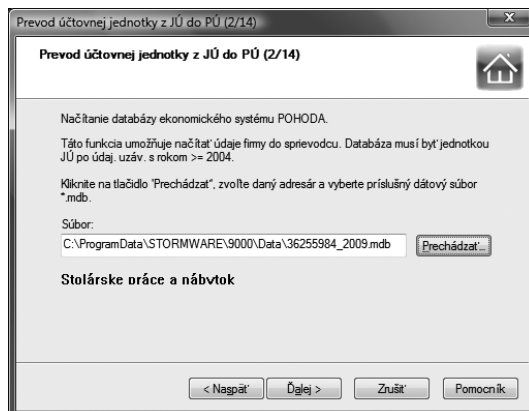 Prevod účtovnej jednotky z JÚ do PÚ (2/14)
Prevod účtovnej jednotky z JÚ do PÚ (2/14)
Načítanie databázy ekonomického systému POHODA.
Táto funkcia umožňuje načítať údaje firmy do sprievodcu. Databáza musí byť jednotkou
JÚ po údaj. uzáv. s rokom >= 2004.
Kliknite na tlačidlo "Prechádzať", zvoľte daný adresár a vyberte príslušný dátový súbor
*.mdb.
Súbor:
C:\ProgramData\STORMWARE\9000\Data\36255984_2009.mdb
Prechádzať...
Stolárske práce a nábytok
< Naspäť
Ďalej >
Zrušiť
Pomocník